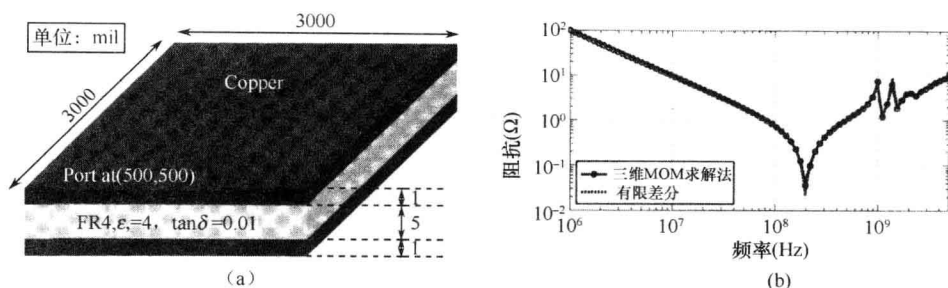 单位：mil
3000
3000
Copper
Port at(500,500)
FR4,εr=4，tanδ=0.01
1
5
1
（a）
阻抗(Ω)
10²
10¹
10⁰
10⁻¹
10⁻²
三维MOM求解法
有限差分
10⁶
10⁷
10⁸
10⁹
频率(Hz)
(b)